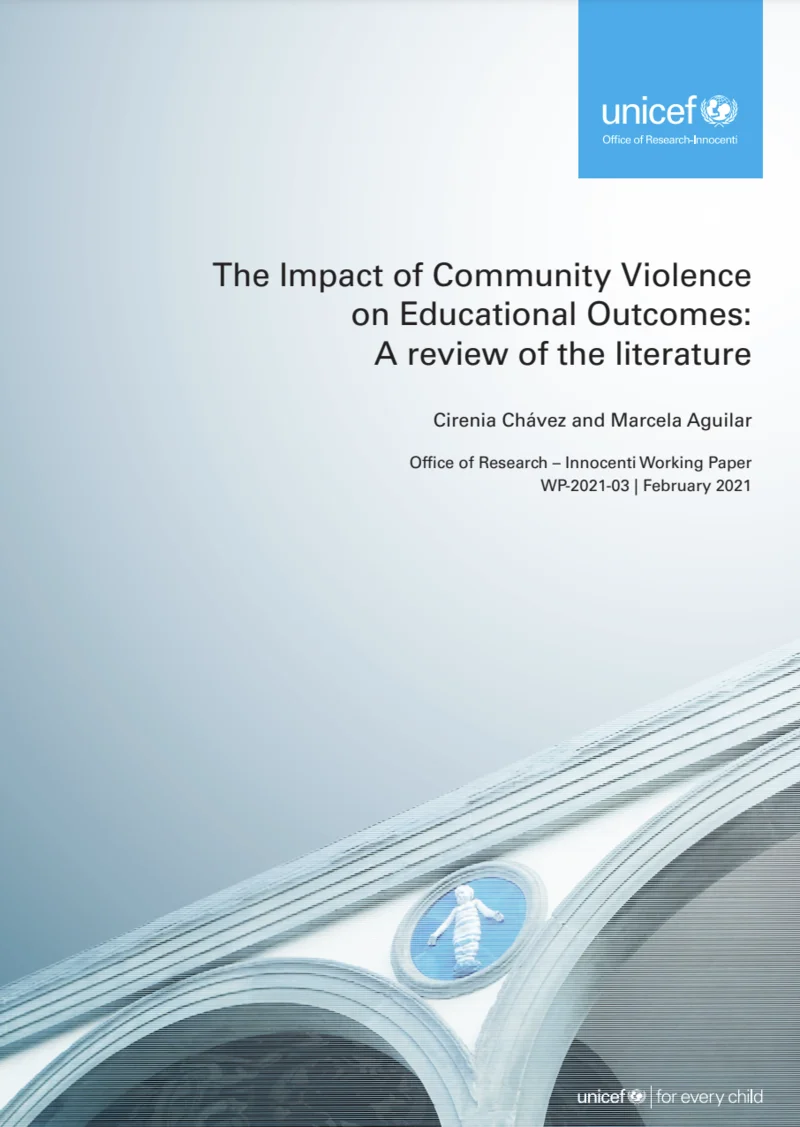 unicef
Office of Research-Innocenti
The Impact of Community Violence
on Educational Outcomes:
A review of the literature
Cirenia Chávez and Marcela Aguilar
Office of Research – Innocenti Working Paper
WP-2021-03 | February 2021
unicef | for every child